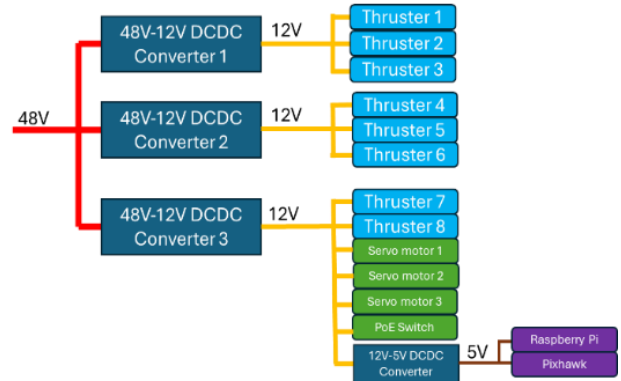 48V
48V-12V DCDC
Converter 1
12V
Thruster 1
Thruster 2
Thruster 3
48V-12V DCDC
Converter 2
12V
Thruster 4
Thruster 5
Thruster 6
48V-12V DCDC
Converter 3
12V
Thruster 7
Thruster 8
Servo motor 1
Servo motor 2
Servo motor 3
PoE Switch
12V-5V DCDC
Converter
5V
Raspberry Pi
Pixhawk